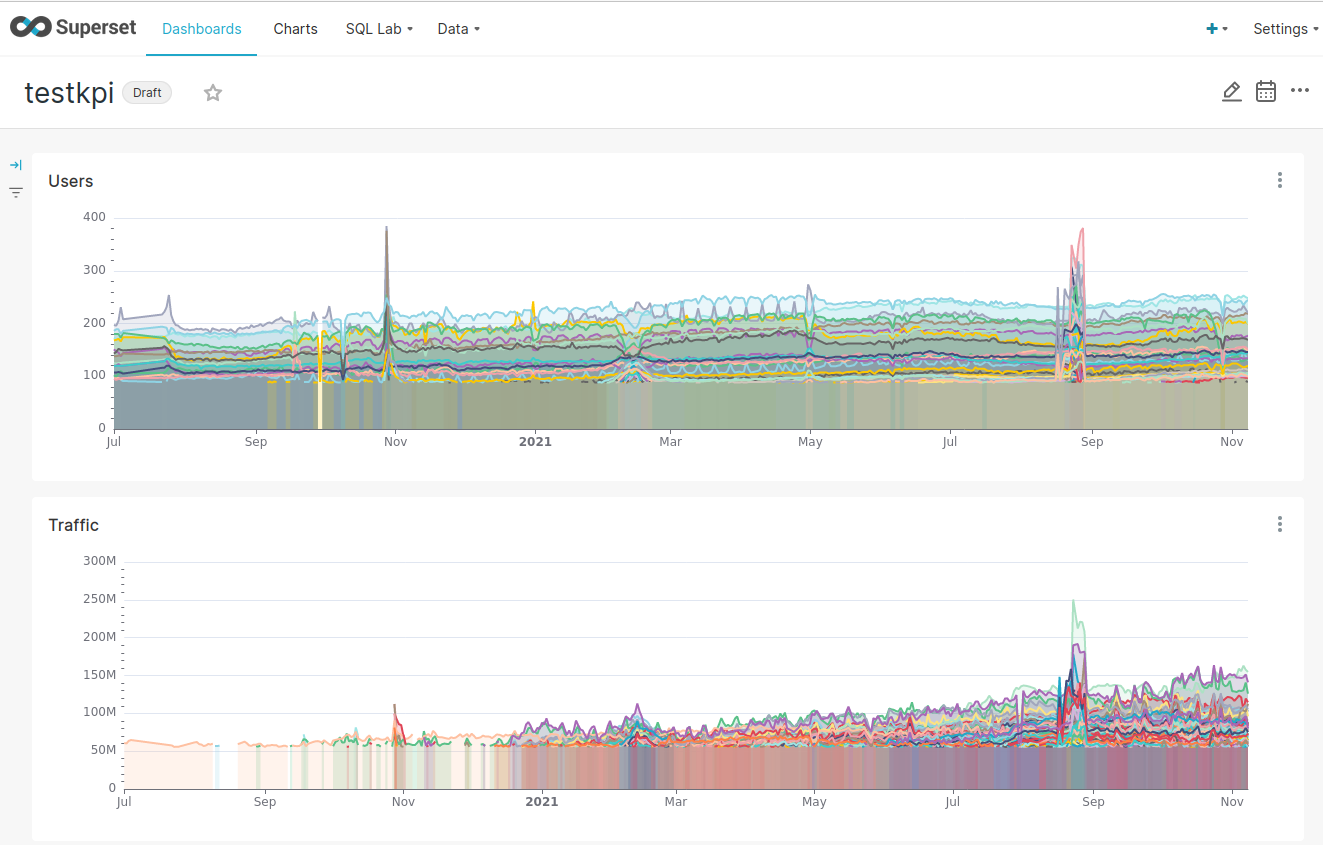 Superset Dashboards Charts SQL Lab Data + Settings
testkpi Draft
Users
400
300
200
100
0
Jul Sep Nov 2021 Mar May Jul Sep Nov
Traffic
300M
250M
200M
150M
100M
50M
0
Jul Sep Nov 2021 Mar May Jul Sep Nov